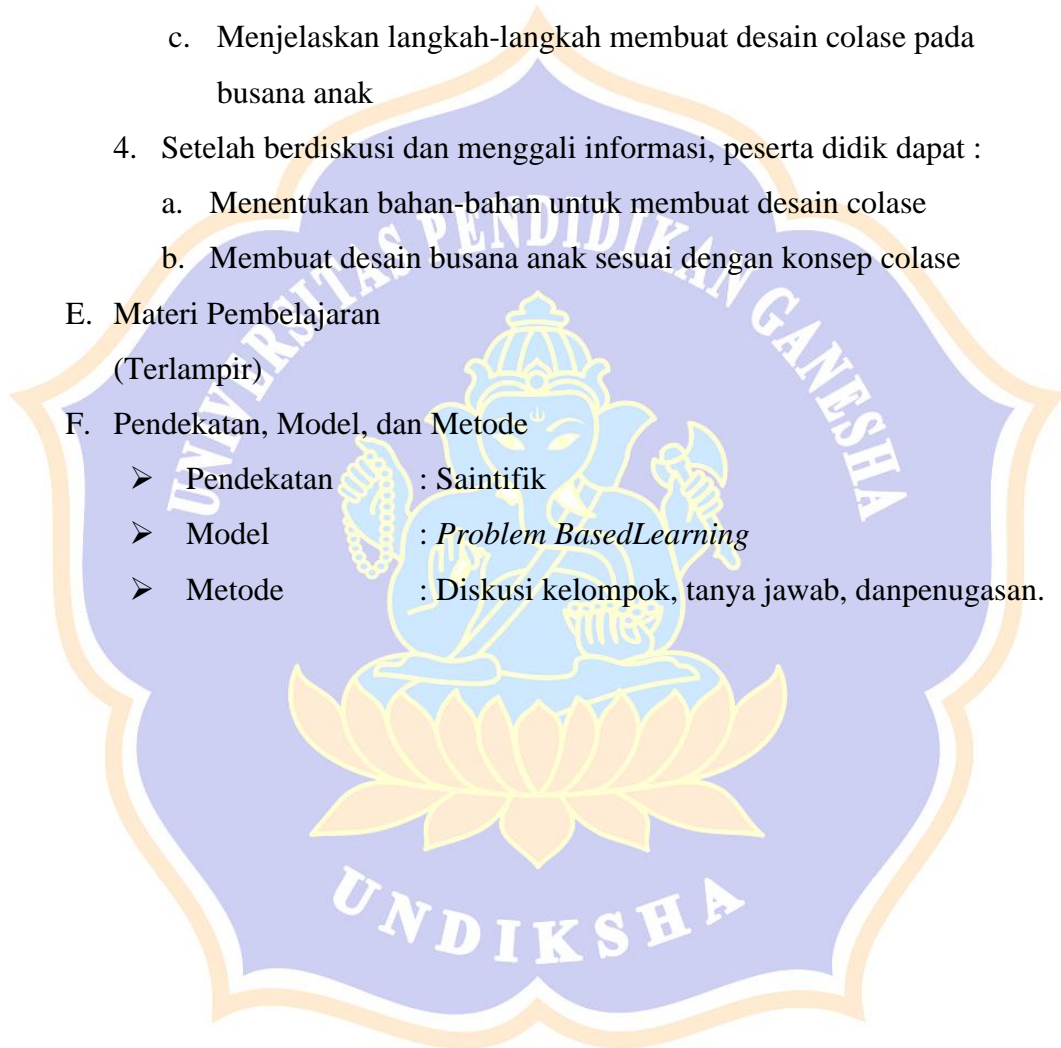 c. Menjelaskan langkah-langkah membuat desain colase pada
busana anak
4. Setelah berdiskusi dan menggali informasi, peserta didik dapat :
a. Menentukan bahan-bahan untuk membuat desain colase
b. Membuat desain busana anak sesuai dengan konsep colase
E. Materi Pembelajaran
(Terlampir)
F. Pendekatan, Model, dan Metode
➢ Pendekatan : Saintifik
➢ Model : Problem BasedLearning
➢ Metode : Diskusi kelompok, tanya jawab, danpenugasan.
UNIVERSITAS PENDIDIKAN GANESHA
UNDIKSHA